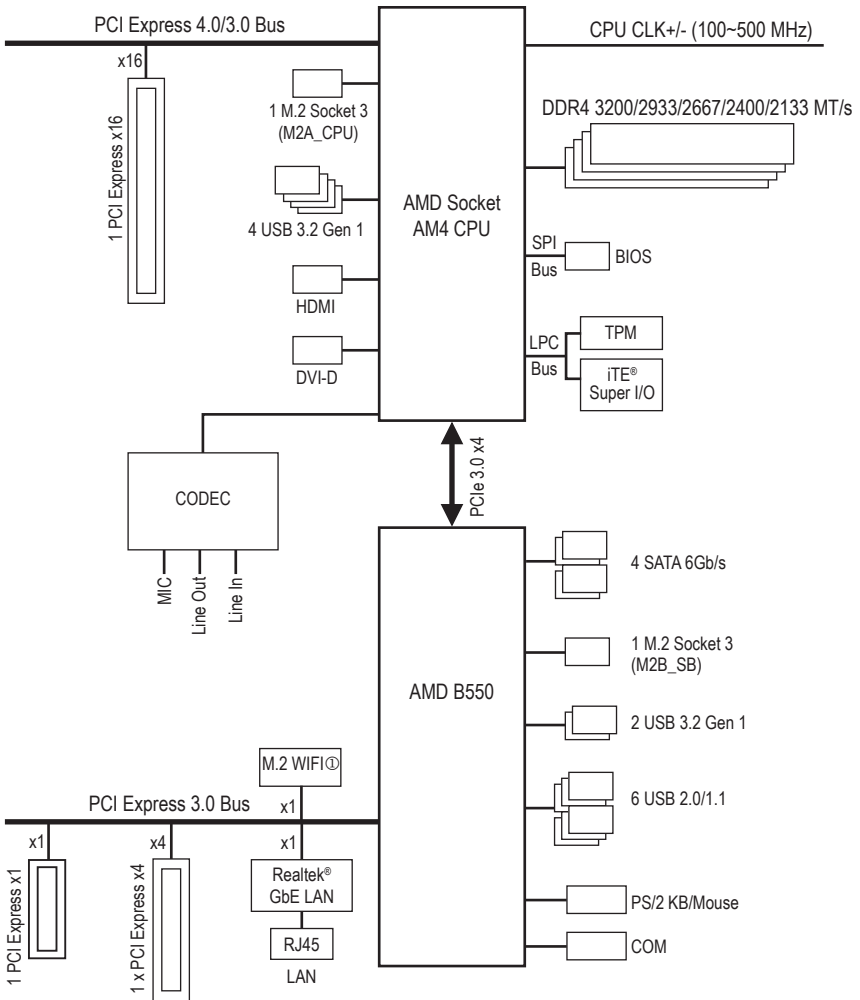 PCI Express 4.0/3.0 Bus
CPU CLK+/- (100~500 MHz)
x16
1 PCI Express x16
1 M.2 Socket 3
(M2A_CPU)
4 USB 3.2 Gen 1
HDMI
DVI-D
AMD Socket
AM4 CPU
DDR4 3200/2933/2667/2400/2133 MT/s
SPI
Bus
BIOS
LPC
Bus
TPM
iTE®
Super I/O
CODEC
MIC
Line Out
Line In
PCIe 3.0 x4
AMD B550
4 SATA 6Gb/s
1 M.2 Socket 3
(M2B_SB)
2 USB 3.2 Gen 1
6 USB 2.0/1.1
PS/2 KB/Mouse
COM
M.2 WIFI①
PCI Express 3.0 Bus
x1
x1
x4
x1
1 PCI Express x1
1 x PCI Express x4
Realtek®
GbE LAN
RJ45
LAN